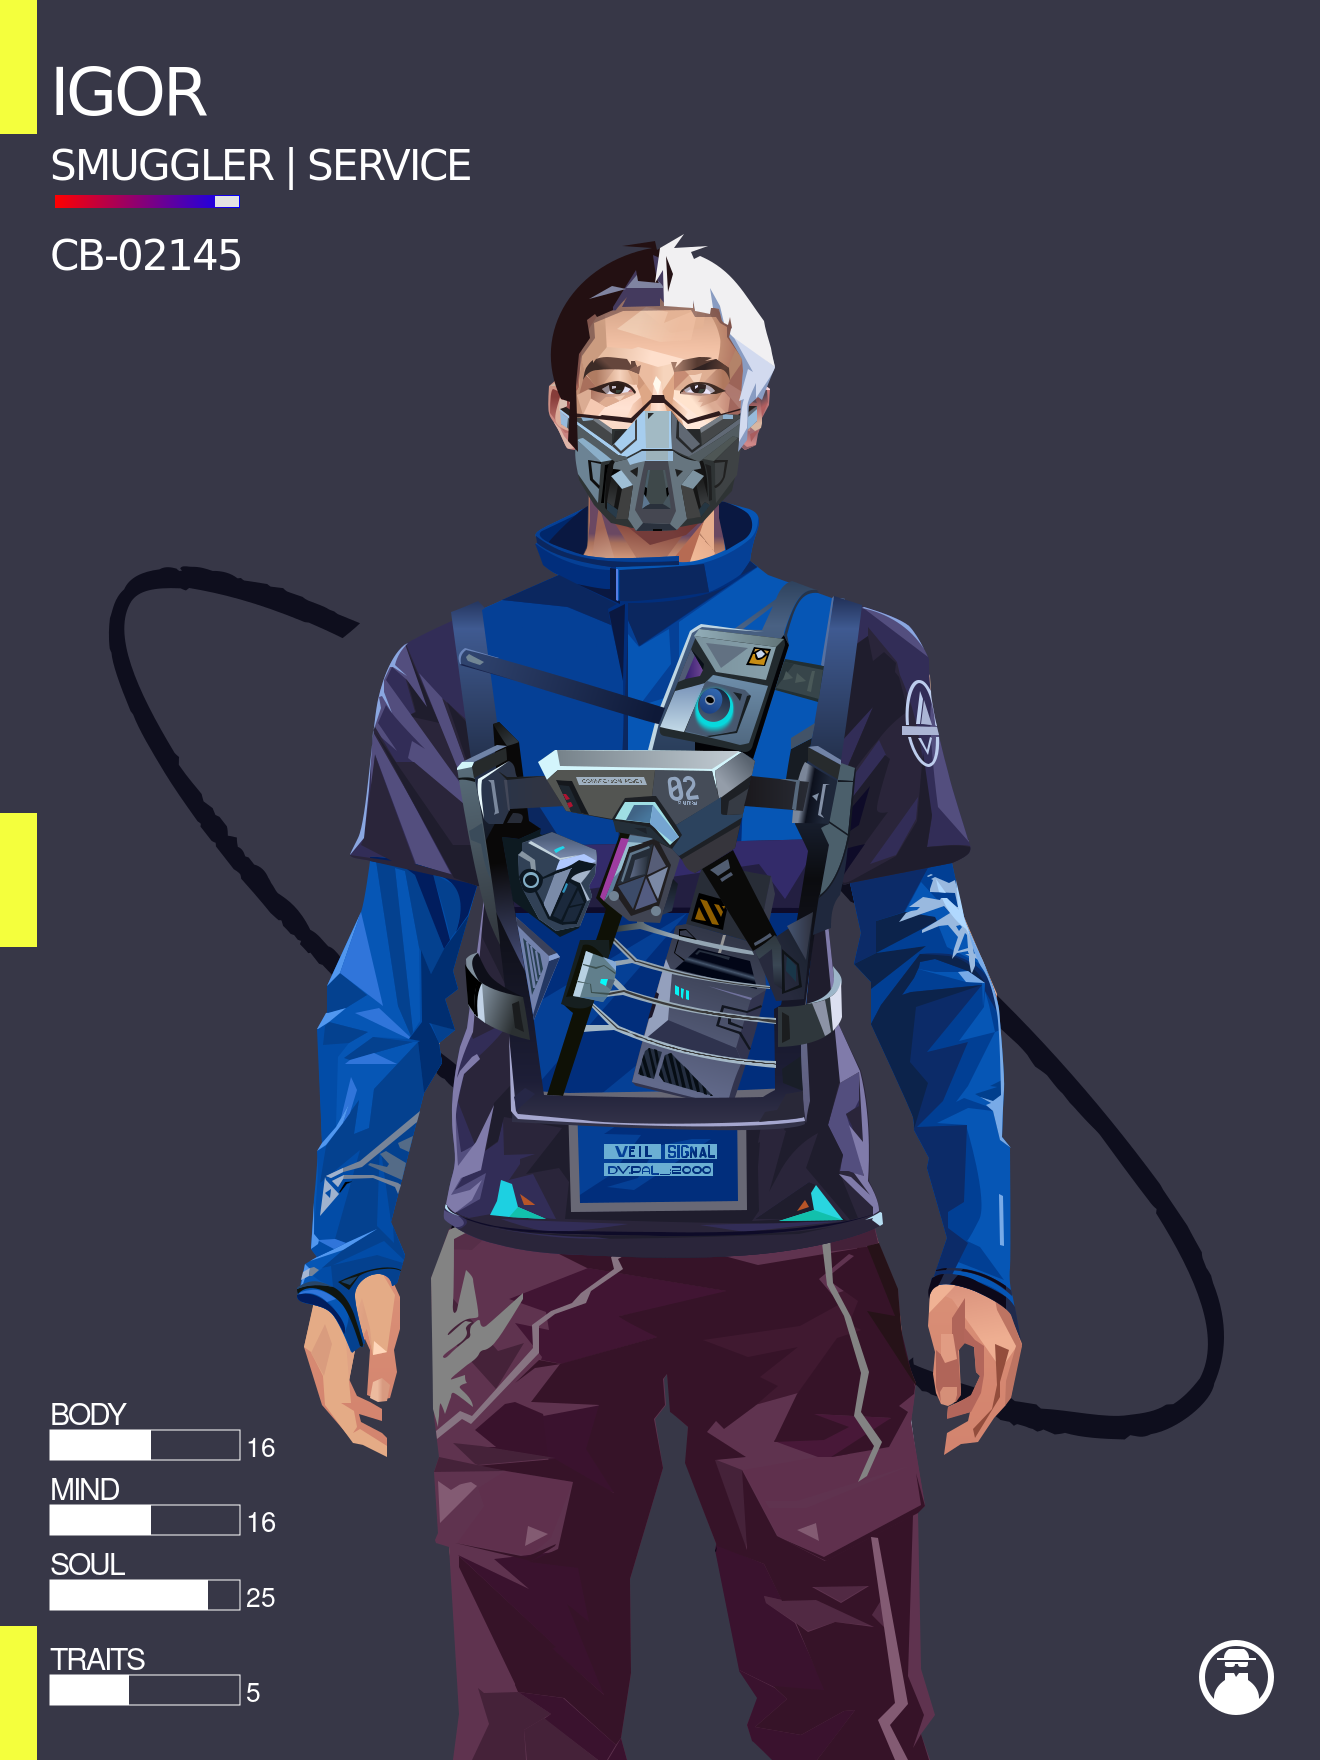 IGOR
SMUGGLER | SERVICE
CB-02145
02
VEIL SIGNAL
BODY
16
MIND
16
SOUL
25
TRAITS
5